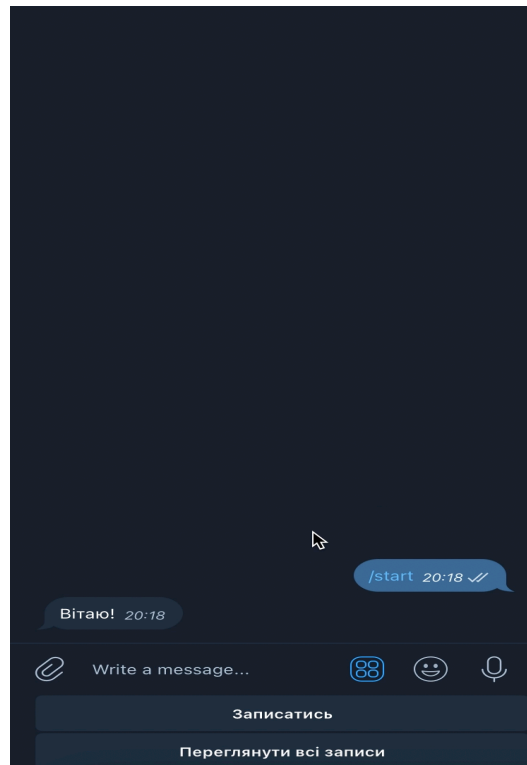 /start 20:18
Вітаю! 20:18
Write a message...
Записатись
Переглянути всі записи